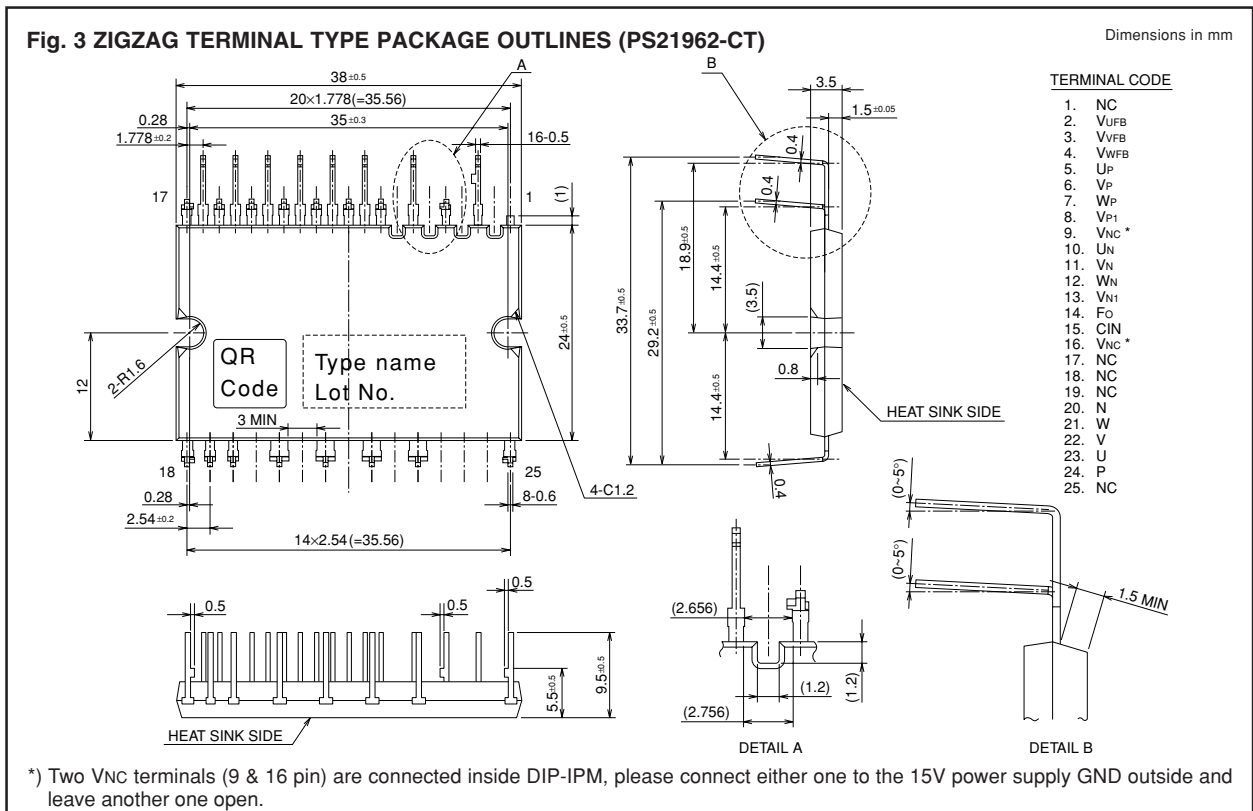 Fig. 3 ZIGZAG TERMINAL TYPE PACKAGE OUTLINES (PS21962-CT)
Dimensions in mm
A
38±0.5
20×1.778(=35.56)
0.28
35±0.3
1.778±0.2
16-0.5
17
1
(1)
24±0.5
12
2-R1.6
QR
Code
Type name
Lot No.
3 MIN
18
25
0.28
2.54±0.2
4-C1.2
8-0.6
14×2.54(=35.56)
B
3.5
1.5±0.05
0.4
0.4
33.7±0.5
29.2±0.5
18.9±0.5
14.4±0.5
(3.5)
0.8
14.4±0.5
0.4
HEAT SINK SIDE
TERMINAL CODE
1. NC
2. VUFB
3. VVFB
4. VWFB
5. UP
6. VP
7. WP
8. VP1
9. VNC *
10. UN
11. VN
12. WN
13. VN1
14. FO
15. CIN
16. VNC *
17. NC
18. NC
19. NC
20. N
21. W
22. V
23. U
24. P
25. NC
0.5
0.5
0.5
5.5±0.5
9.5±0.5
HEAT SINK SIDE
(2.656)
(1.2)
(1.2)
(2.756)
DETAIL A
(0~5°)
(0~5°)
1.5 MIN
DETAIL B
*) Two VNC terminals (9 & 16 pin) are connected inside DIP-IPM, please connect either one to the 15V power supply GND outside and
leave another one open.